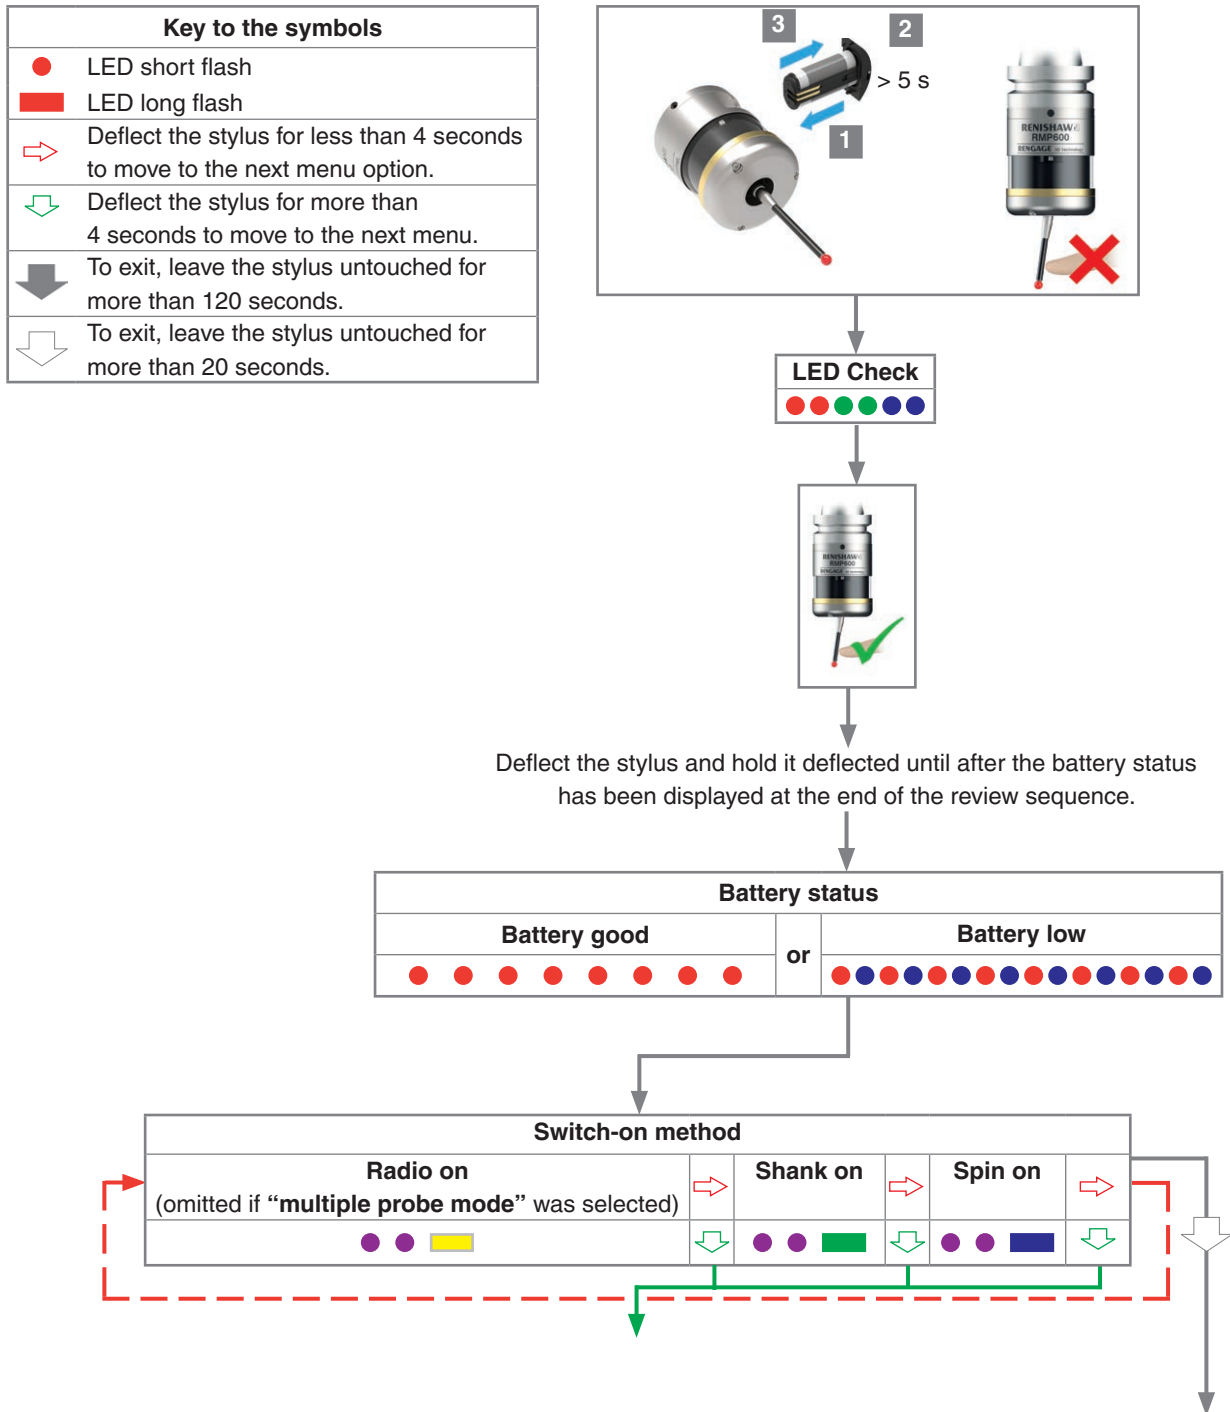 Key to the symbols
LED short flash
LED long flash
Deflect the stylus for less than 4 seconds
to move to the next menu option.
Deflect the stylus for more than
4 seconds to move to the next menu.
To exit, leave the stylus untouched for
more than 120 seconds.
To exit, leave the stylus untouched for
more than 20 seconds.
3
2
> 5 s
1
RENISHAW
RMP600
RENGAGE
LED Check
RENISHAW
RMP600
RENGAGE
Deflect the stylus and hold it deflected until after the battery status
has been displayed at the end of the review sequence.
Battery status
Battery good
or
Battery low
Switch-on method
Radio on
(omitted if “multiple probe mode” was selected)
Shank on
Spin on